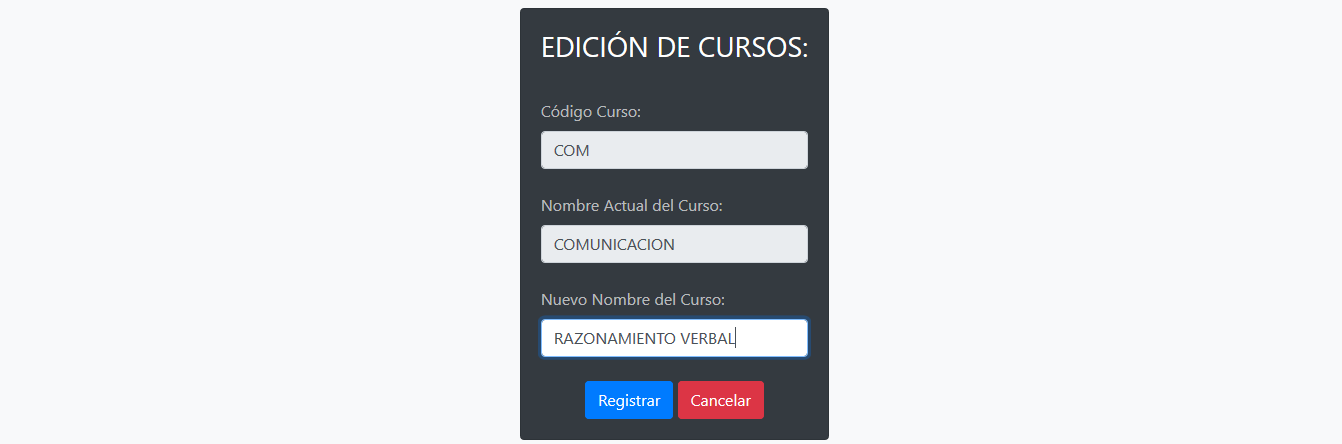 EDICIÓN DE CURSOS:
Código Curso:
COM
Nombre Actual del Curso:
COMUNICACION
Nuevo Nombre del Curso:
RAZONAMIENTO VERBAL
Registrar Cancelar